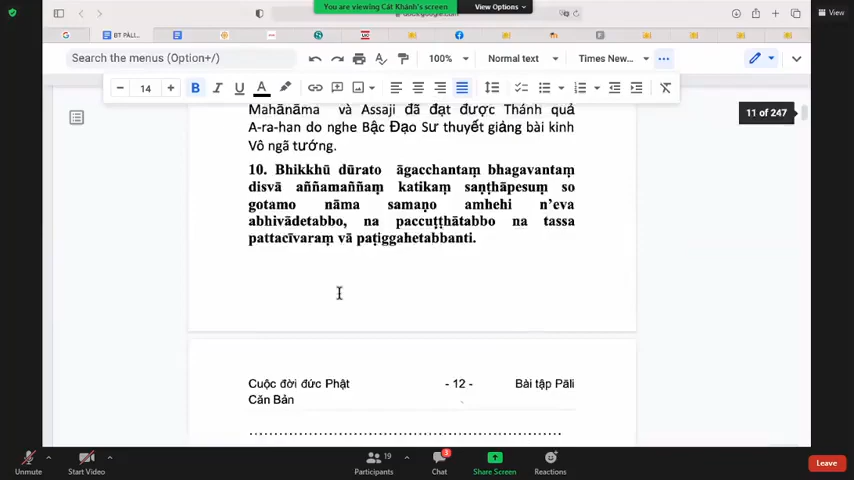 You are viewing Cát Khánh's screen
View Options
View
docs.google.com
BT PĀLI...
Search the menus (Option+/)
100%
Normal text
Times New...
14
B I U A
11 of 247
Mahānāma và Assaji đã đạt được Thánh quả
A-ra-han do nghe Bậc Đạo Sư thuyết giảng bài kinh
Vô ngã tướng.
10. Bhikkhū dūrato āgacchantaṃ bhagavantaṃ
disvā aññamaññaṃ katikaṃ saṇṭhāpesuṃ so
gotamo nāma samaṇo amhehi n'eva
abhivādetabbo, na paccuṭṭhātabbo na tassa
pattacīvaraṃ vā paṭiggahetabbanti.
Cuộc đời đức Phật - 12 - Bài tập Pāli
Căn Bản
Unmute
Start Video
19
Participants
3
Chat
Share Screen
Reactions
Leave